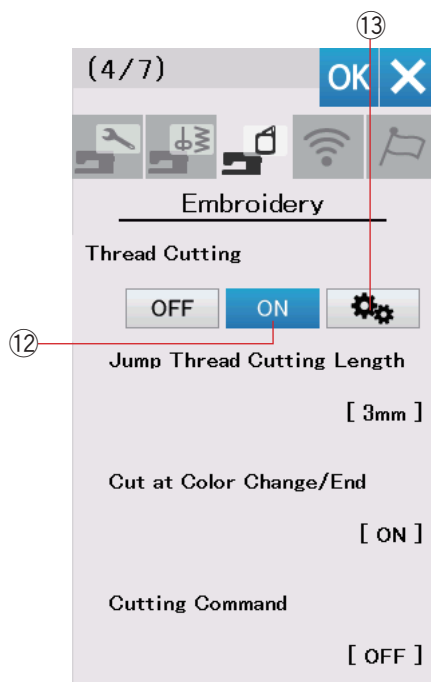 ⑬
(4/7)
OK
Embroidery
Thread Cutting
OFF ON
⑫
Jump Thread Cutting Length
[ 3mm ]
Cut at Color Change/End
[ ON ]
Cutting Command
[ OFF ]